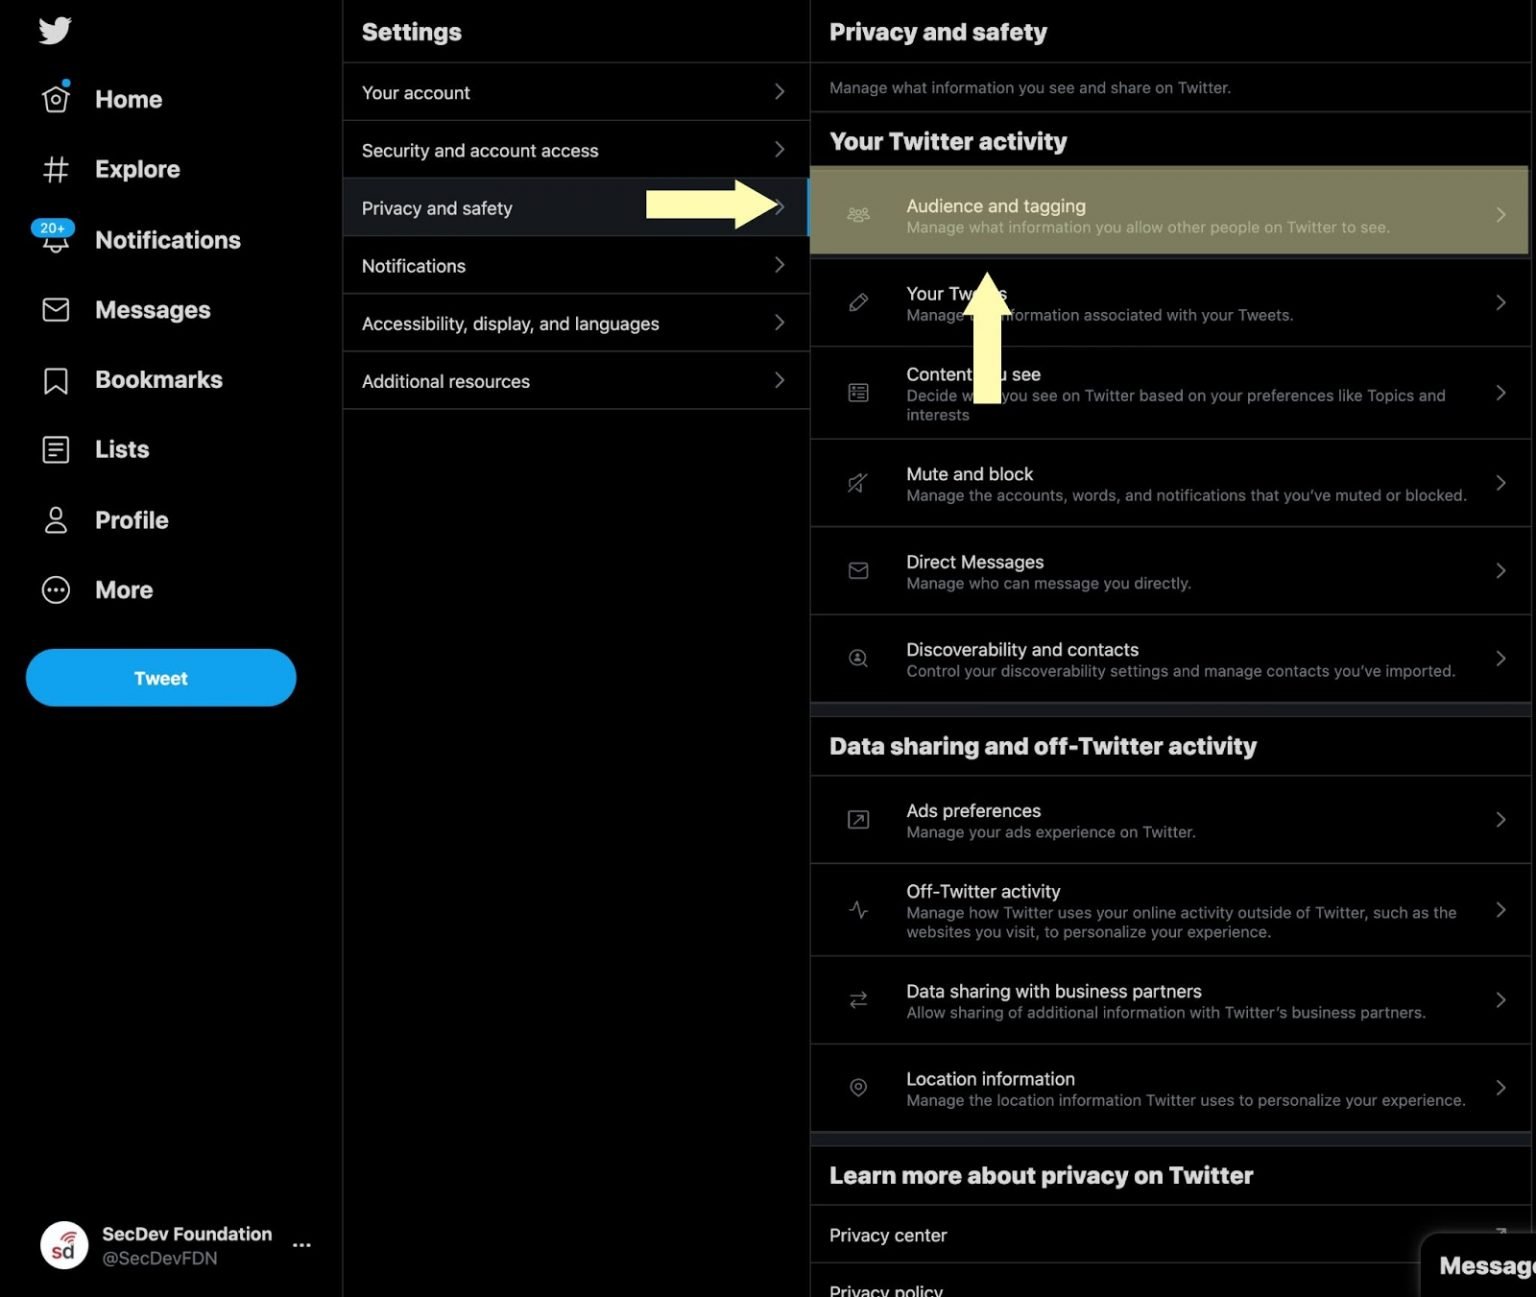 Home
Explore
20+
Notifications
Messages
Bookmarks
Lists
Profile
More
Tweet
SecDev Foundation
@SecDevFDN
sd
Settings
Your account
Security and account access
Privacy and safety
Notifications
Accessibility, display, and languages
Additional resources
Privacy and safety
Manage what information you see and share on Twitter.
Your Twitter activity
Audience and tagging
Manage what information you allow other people on Twitter to see.
Your Tweets
Manage information associated with your Tweets.
Content you see
Decide you see on Twitter based on your preferences like Topics and
interests
Mute and block
Manage the accounts, words, and notifications that you’ve muted or blocked.
Direct Messages
Manage who can message you directly.
Discoverability and contacts
Control your discoverability settings and manage contacts you’ve imported.
Data sharing and off-Twitter activity
Ads preferences
Manage your ads experience on Twitter.
Off-Twitter activity
Manage how Twitter uses your online activity outside of Twitter, such as the
websites you visit, to personalize your experience.
Data sharing with business partners
Allow sharing of additional information with Twitter’s business partners.
Location information
Manage the location information Twitter uses to personalize your experience.
Learn more about privacy on Twitter
Privacy center
Privacy policy
Message